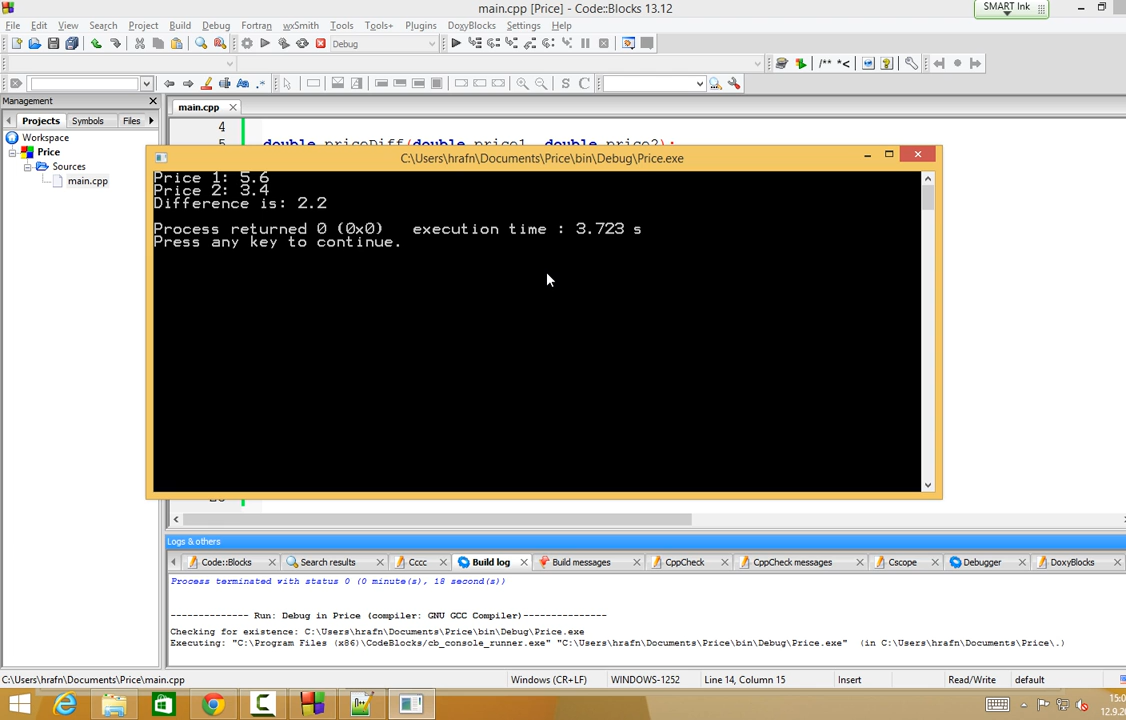 main.cpp [Price] - Code::Blocks 13.12
SMART Ink
File Edit View Search Project Build Debug Fortran wxSmith Tools Tools+ Plugins DoxyBlocks Settings Help
Debug
/** *<
S C
Management
main.cpp
Projects Symbols Files
Workspace
Price
Sources
main.cpp
4
5 double priceDiff(double price1, double price2);
C:\Users\hrafn\Documents\Price\bin\Debug\Price.exe
Price 1: 5.6
Price 2: 3.4
Difference is: 2.2
Process returned 0 (0x0) execution time : 3.723 s
Press any key to continue.
Logs & others
Code::Blocks Search results Cccc Build log Build messages CppCheck CppCheck messages Cscope Debugger DoxyBlocks
Process terminated with status 0 (0 minute(s), 18 second(s))
-------------- Run: Debug in Price (compiler: GNU GCC Compiler)---------------
Checking for existence: C:\Users\hrafn\Documents\Price\bin\Debug\Price.exe
Executing: "C:\Program Files (x86)\CodeBlocks/cb_console_runner.exe" "C:\Users\hrafn\Documents\Price\bin\Debug\Price.exe" (in C:\Users\hrafn\Documents\Price\.)
C:\Users\hrafn\Documents\Price\main.cpp Windows (CR+LF) WINDOWS-1252 Line 14, Column 15 Insert Read/Write default
15:0
12.9.20